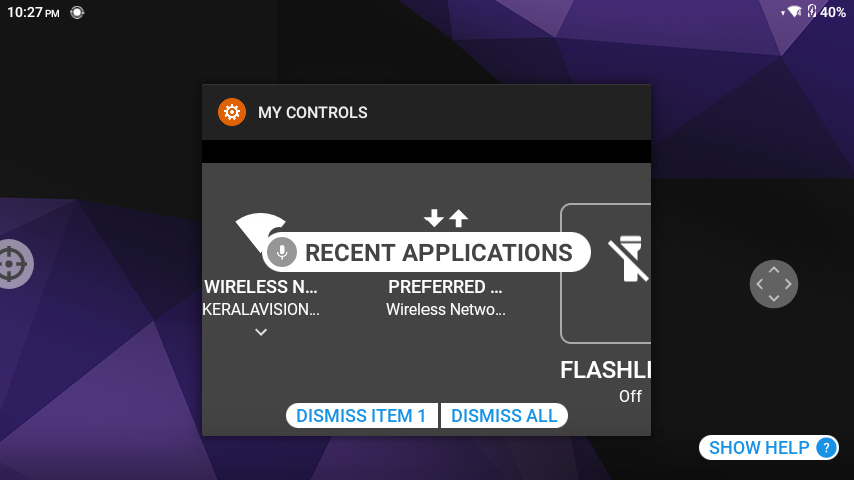 10:27 PM
40%
MY CONTROLS
RECENT APPLICATIONS
WIRELESS N...
KERALAVISION...
PREFERRED ...
Wireless Netwo...
FLASHLI
Off
DISMISS ITEM 1
DISMISS ALL
SHOW HELP ?